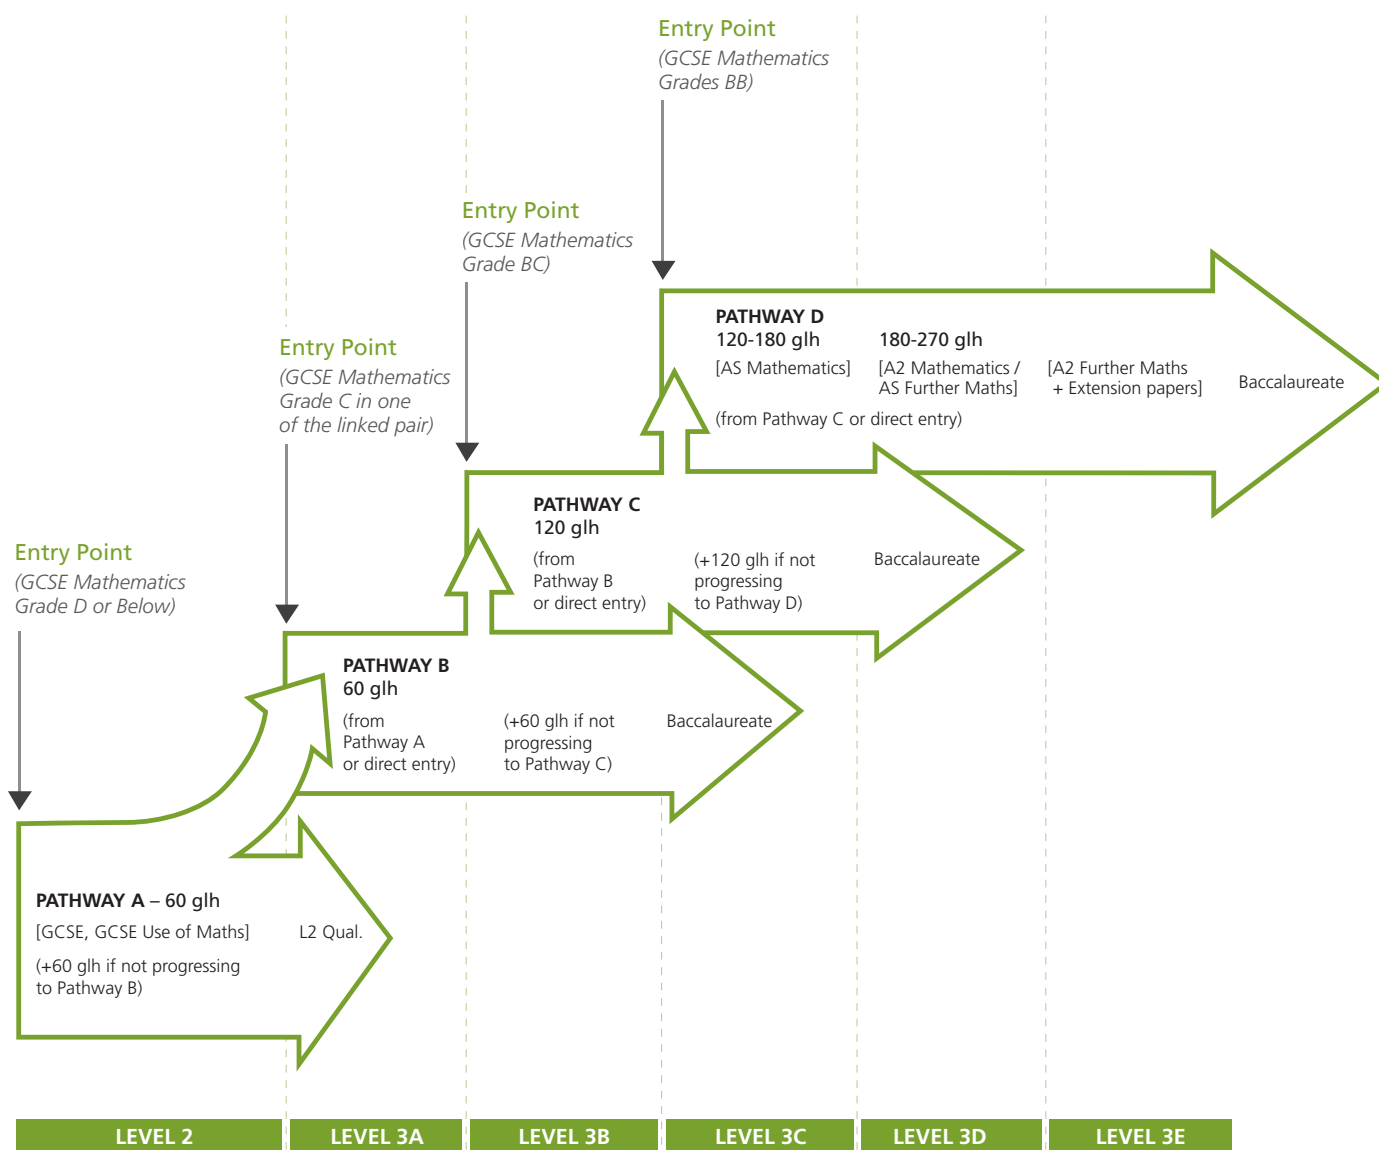 Entry Point
(GCSE Mathematics
Grades BB)
Entry Point
(GCSE Mathematics
Grade BC)
Entry Point
(GCSE Mathematics
Grade C in one
of the linked pair)
Entry Point
(GCSE Mathematics
Grade D or Below)
PATHWAY D
120-180 glh
[AS Mathematics]
180-270 glh
[A2 Mathematics /
AS Further Maths]
[A2 Further Maths
+ Extension papers]
Baccalaureate
(from Pathway C or direct entry)
PATHWAY C
120 glh
(from
Pathway B
or direct entry)
(+120 glh if not
progressing
to Pathway D)
Baccalaureate
PATHWAY B
60 glh
(from
Pathway A
or direct entry)
(+60 glh if not
progressing
to Pathway C)
Baccalaureate
PATHWAY A – 60 glh
[GCSE, GCSE Use of Maths]
(+60 glh if not progressing
to Pathway B)
L2 Qual.
LEVEL 2
LEVEL 3A
LEVEL 3B
LEVEL 3C
LEVEL 3D
LEVEL 3E